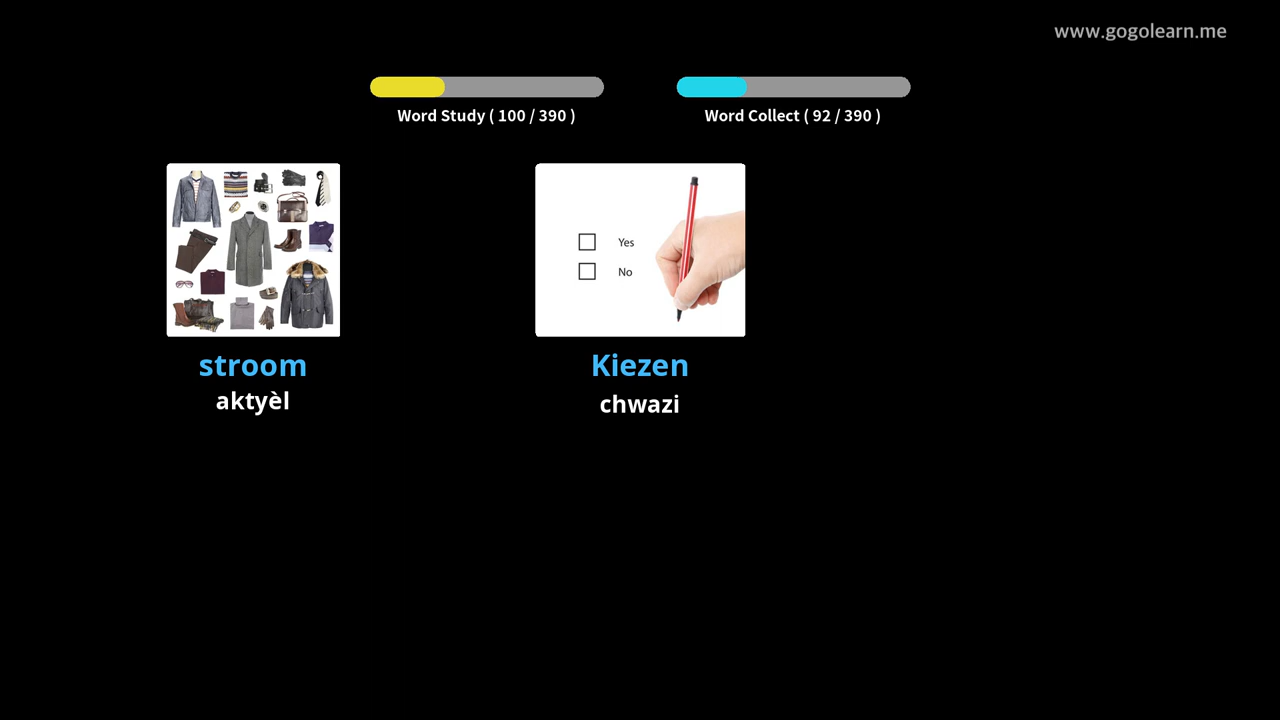 www.gogolearn.me
Word Study ( 100 / 390 )
Word Collect ( 92 / 390 )
Yes
No
stroom
aktyèl
Kiezen
chwazi